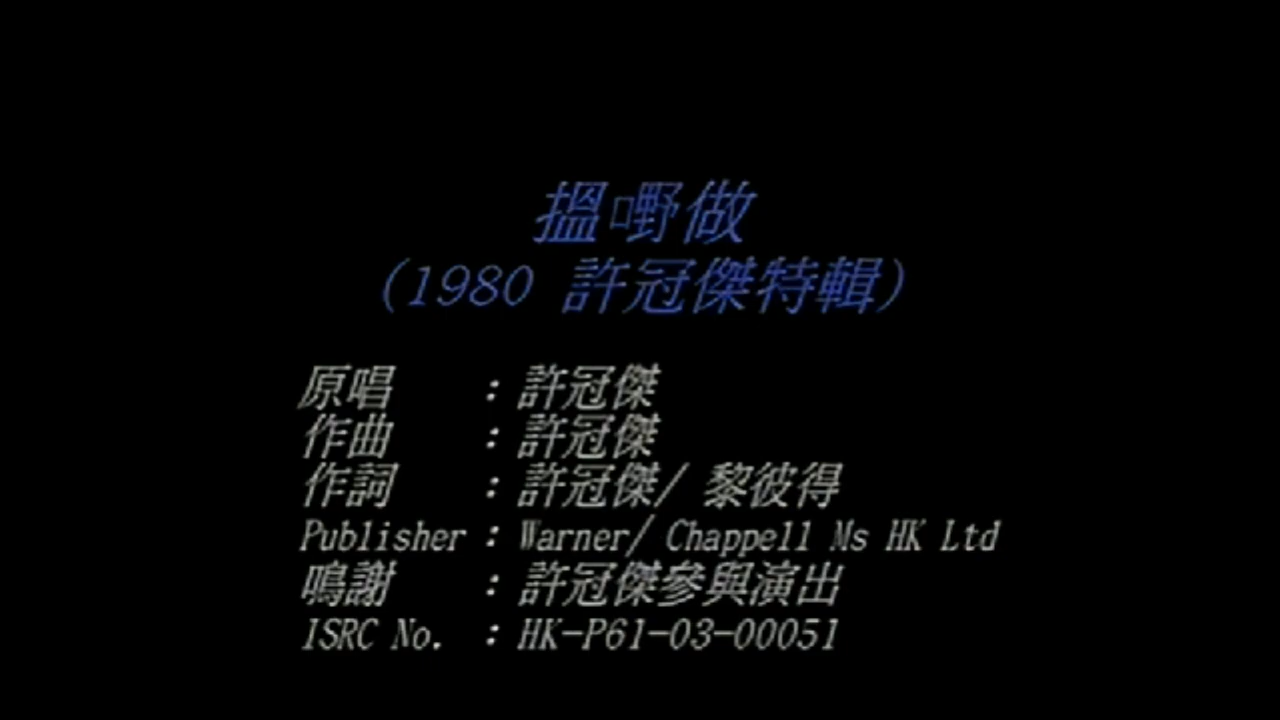 搵嘢做
(1980 許冠傑特輯)
原唱 : 許冠傑
作曲 : 許冠傑
作詞 : 許冠傑/ 黎彼得
Publisher : Warner/ Chappell Ms HK Ltd
鳴謝 : 許冠傑參與演出
ISRC No. : HK-P61-03-00051